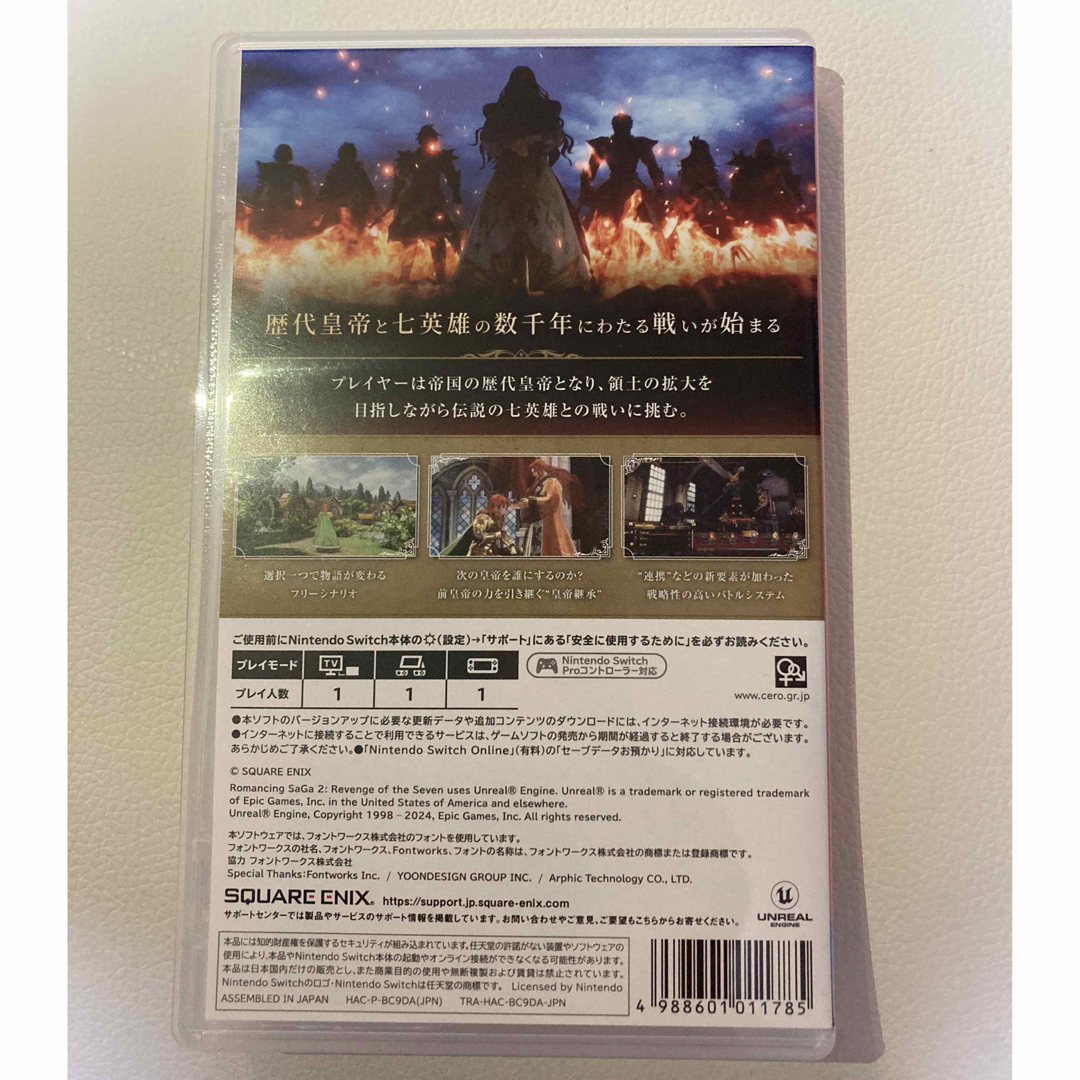 歴代皇帝と七英雄の数千年にわたる戦いが始まる
プレイヤーは帝国の歴代皇帝となり、領土の拡大を
目指しながら伝説の七英雄との戦いに挑む。
選択一つで物語が変わる
フリーシナリオ
次の皇帝を誰にするのか?
前皇帝の力を引き継ぐ“皇帝継承”
“連携”などの新要素が加わった
戦略性の高いバトルシステム
ご使用前にNintendo Switch本体の(設定)→「サポート」にある「安全に使用するために」を必ずお読みください。
プレイモード TV
プレイ人数 1 1 1
Nintendo Switch
Proコントローラー対応
www.cero.gr.jp
●本ソフトのバージョンアップに必要な更新データや追加コンテンツのダウンロードには、インターネット接続環境が必要です。
●インターネットに接続することで利用できるサービスは、ゲームソフトの発売から期間が経過すると終了する場合がございます。
あらかじめご了承ください。●「Nintendo Switch Online」(有料)の「セーブデータお預かり」に対応しています。
© SQUARE ENIX
Romancing SaGa 2: Revenge of the Seven uses Unreal® Engine. Unreal® is a trademark or registered trademark
of Epic Games, Inc. in the United States of America and elsewhere.
Unreal® Engine, Copyright 1998 – 2024, Epic Games, Inc. All rights reserved.
本ソフトウェアでは、フォントワークス株式会社のフォントを使用しています。
フォントワークスの社名、フォントワークス、Fontworks、フォントの名称は、フォントワークス株式会社の商標または登録商標です。
協力 フォントワークス株式会社
Special Thanks:Fontworks Inc. / YOONDESIGN GROUP INC. / Arphic Technology CO., LTD.
SQUARE ENIX. https://support.jp.square-enix.com
サポートセンターでは製品やサービスのサポート情報を掲載しています。お問い合わせやご意見、ご要望もこちらからお寄せください。
UNREAL
ENGINE
本品には知的財産権を保護するセキュリティが組み込まれています。任天堂の許諾がない装置やソフトウェアの
使用により、本品やNintendo Switch本体の起動やオンライン接続ができなくなる可能性があります。
本品は日本国内だけの販売とし、また商業目的の使用や無断複製および賃貸は禁止されています。
Nintendo Switchのロゴ・Nintendo Switchは任天堂の商標です。 Licensed by Nintendo
ASSEMBLED IN JAPAN HAC-P-BC9DA(JPN) TRA-HAC-BC9DA-JPN
4 988601 011785